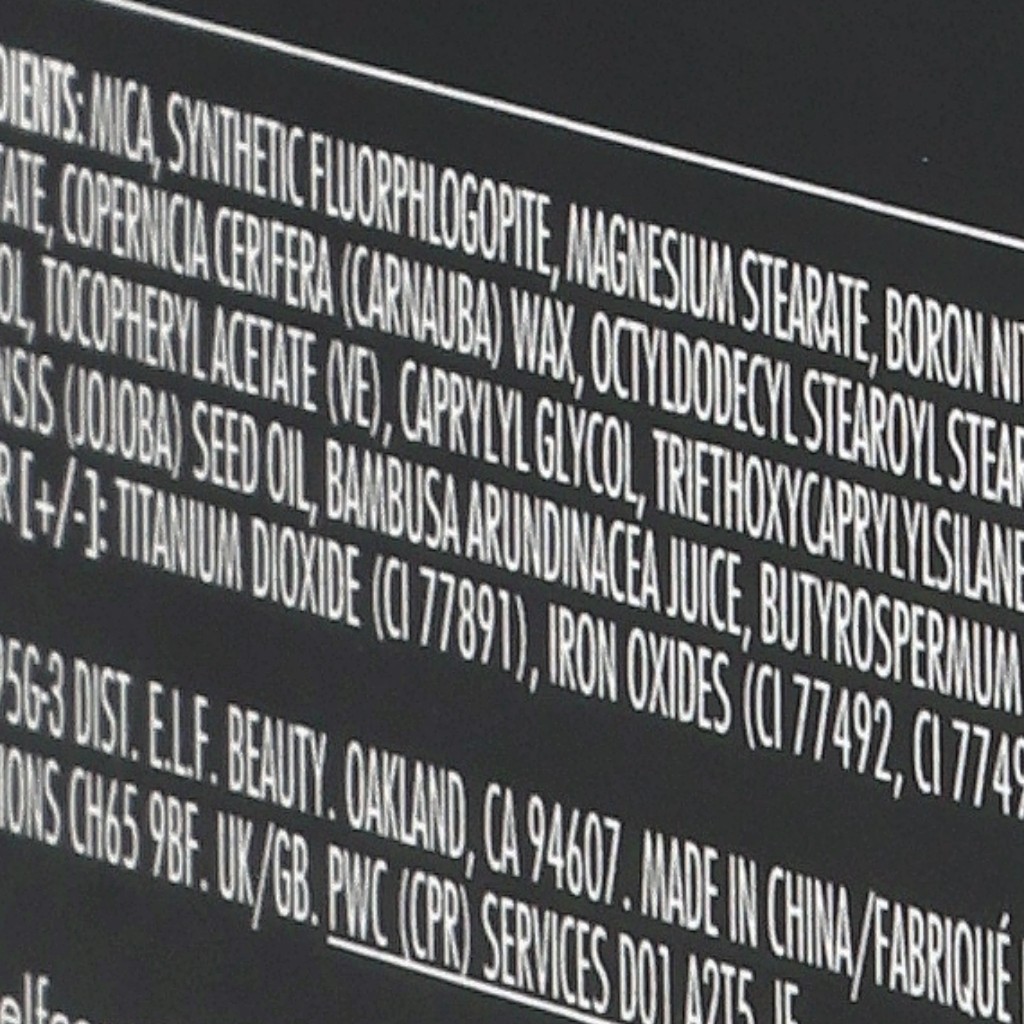 DIENTS: MICA, SYNTHETIC FLUORPHLOGOPITE, MAGNESIUM STEARATE, BORON NIT
TATE, COPERNICIA CERIFERA (CARNAUBA) WAX, OCTYLDODECYL STEAROYL STEAR
OL, TOCOPHERYL ACETATE (VE), CAPRYLYL GLYCOL, TRIETHOXYCAPRYLYLSILANE
NSIS (JOJOBA) SEED OIL, BAMBUSA ARUNDINACEA JUICE, BUTYROSPERMUM
R [+/-]: TITANIUM DIOXIDE (CI 77891), IRON OXIDES (CI 77492, CI 7749
95G-3 DIST. E.L.F. BEAUTY. OAKLAND, CA 94607. MADE IN CHINA/FABRIQUÉ
IONS CH65 9BF. UK/GB. PWC (CPR) SERVICES D01 A2T5, IE